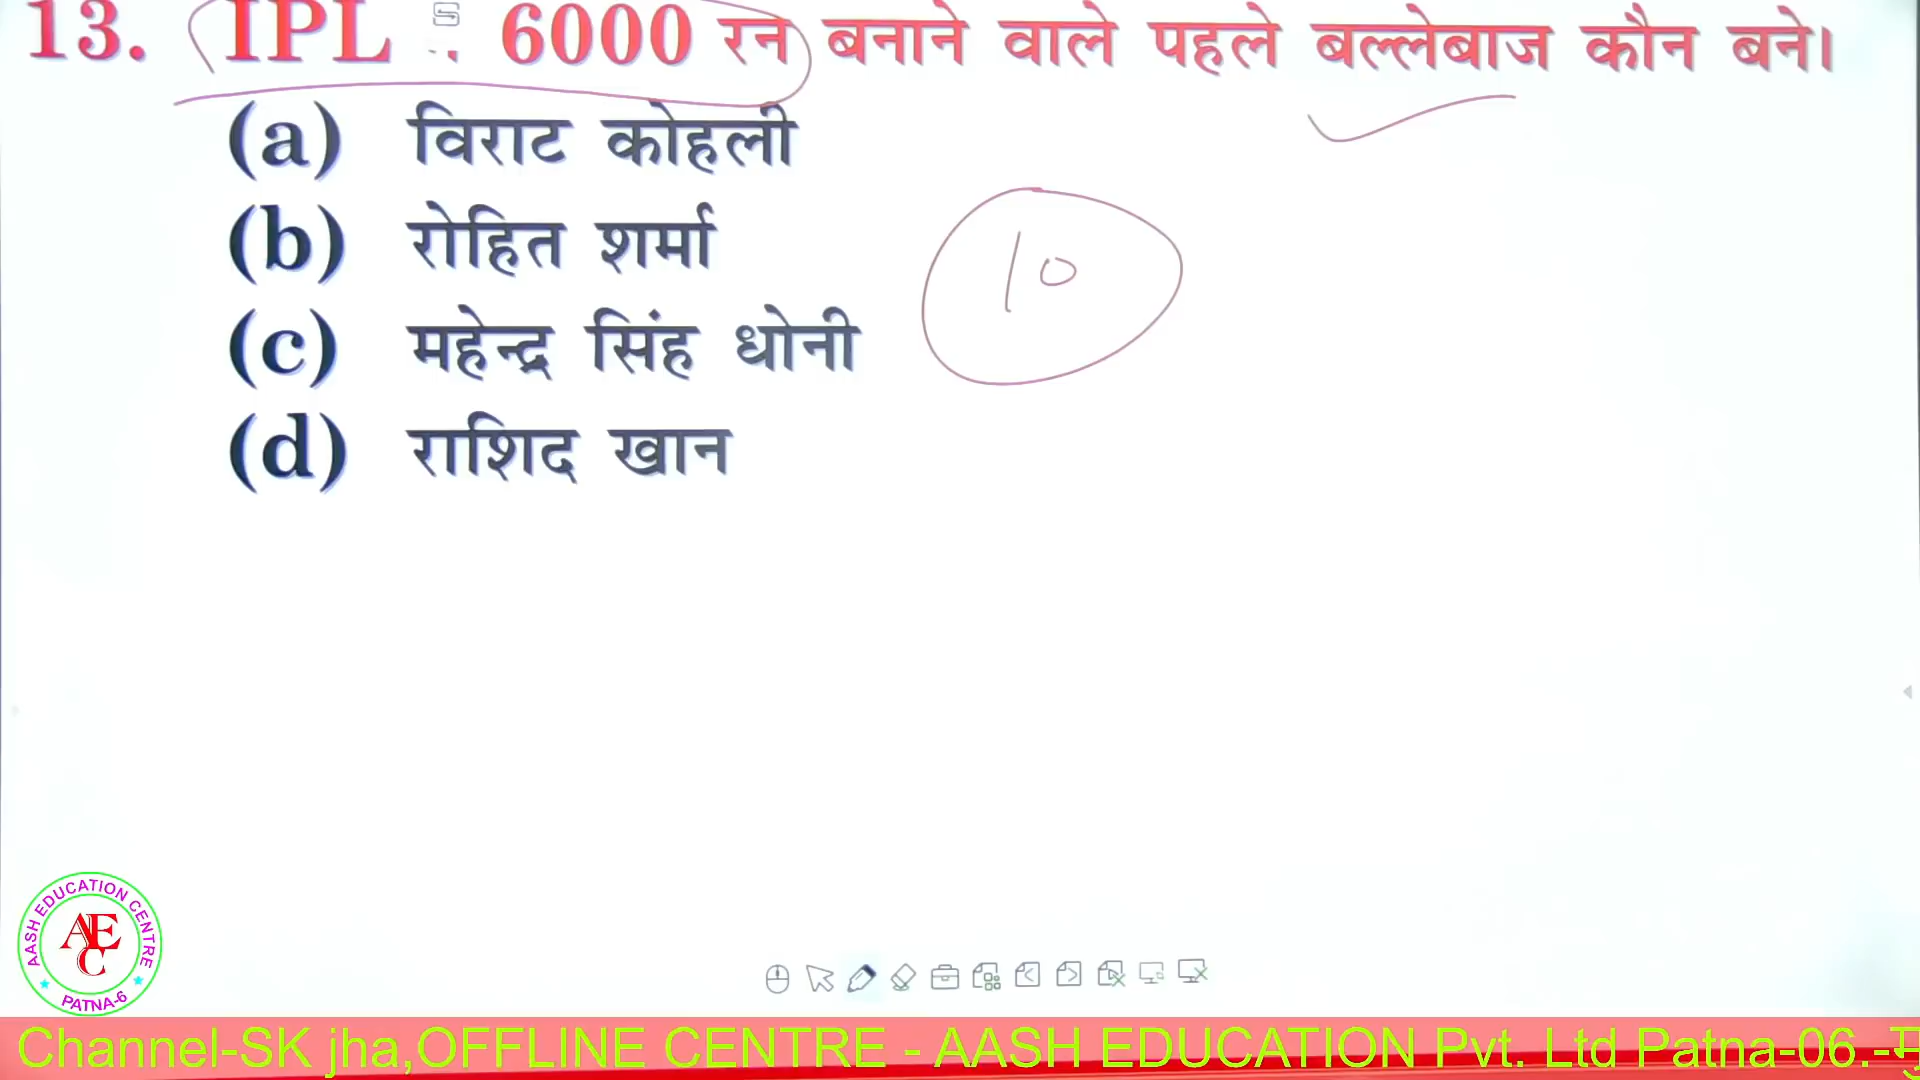 13. IPL 6000 रन बनाने वाले पहले बल्लेबाज कौन बने।
(a) विराट कोहली
(b) रोहित शर्मा
(c) महेन्द्र सिंह धोनी
(d) राशिद खान
10
AASH EDUCATION CENTRE
AEC
PATNA-6
Channel-SK jha,OFFLINE CENTRE - AASH EDUCATION Pvt. Ltd Patna-06.-